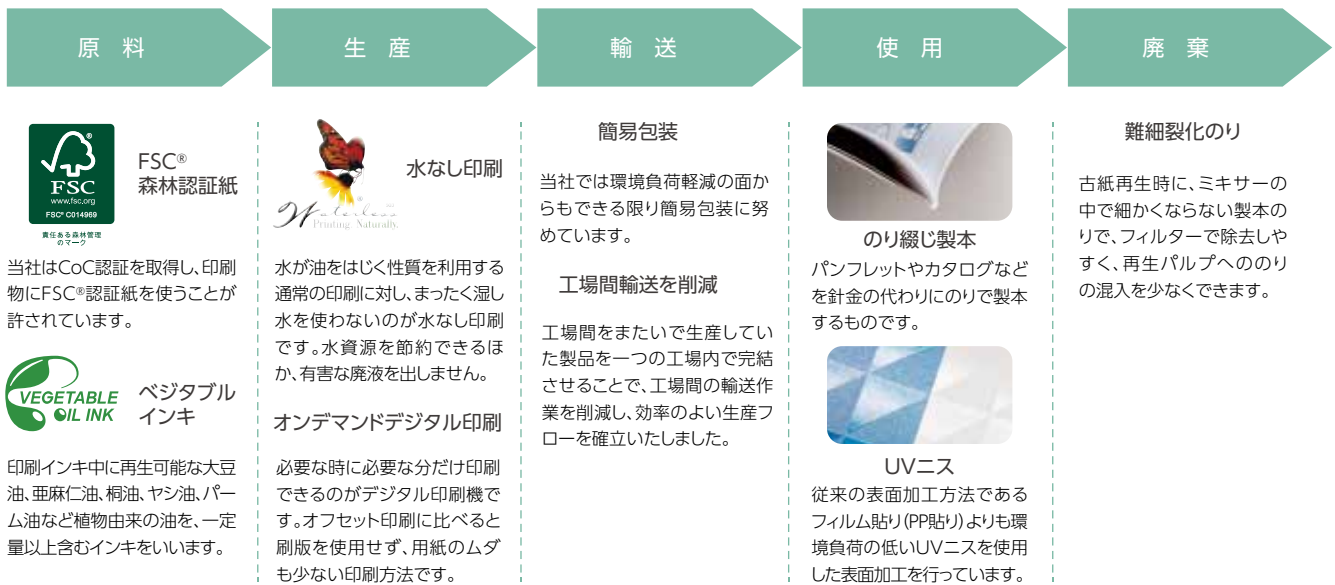 原 料
生 産
輸 送
使 用
廃 棄
FSC
www.fsc.org
FSC® C014969
責任ある森林管理
のマーク
FSC®
森林認証紙
当社はCoC認証を取得し、印刷
物にFSC®認証紙を使うことが
許されています。
VEGETABLE
OIL INK
ベジタブル
インキ
印刷インキ中に再生可能な大豆
油、亜麻仁油、桐油、ヤシ油、パー
ム油など植物由来の油を、一定
量以上含むインキをいいます。
Waterless
Printing. Naturally.
水なし印刷
水が油をはじく性質を利用する
通常の印刷に対し、まったく湿し
水を使わないのが水なし印刷
です。水資源を節約できるほ
か、有害な廃液を出しません。
オンデマンドデジタル印刷
必要な時に必要な分だけ印刷
できるのがデジタル印刷機で
す。オフセット印刷に比べると
刷版を使用せず、用紙のムダ
も少ない印刷方法です。
簡易包装
当社では環境負荷軽減の面か
らもできる限り簡易包装に努
めています。
工場間輸送を削減
工場間をまたいで生産してい
た製品を一つの工場内で完結
させることで、工場間の輸送作
業を削減し、効率のよい生産フ
ローを確立いたしました。
のり綴じ製本
パンフレットやカタログなど
を針金の代わりにのりで製本
するものです。
UVニス
従来の表面加工方法である
フィルム貼り(PP貼り)よりも環
境負荷の低いUVニスを使用
した表面加工を行っています。
難細裂化のり
古紙再生時に、ミキサーの
中で細かくならない製本の
りで、フィルターで除去しや
すく、再生パルプへののり
の混入を少なくできます。